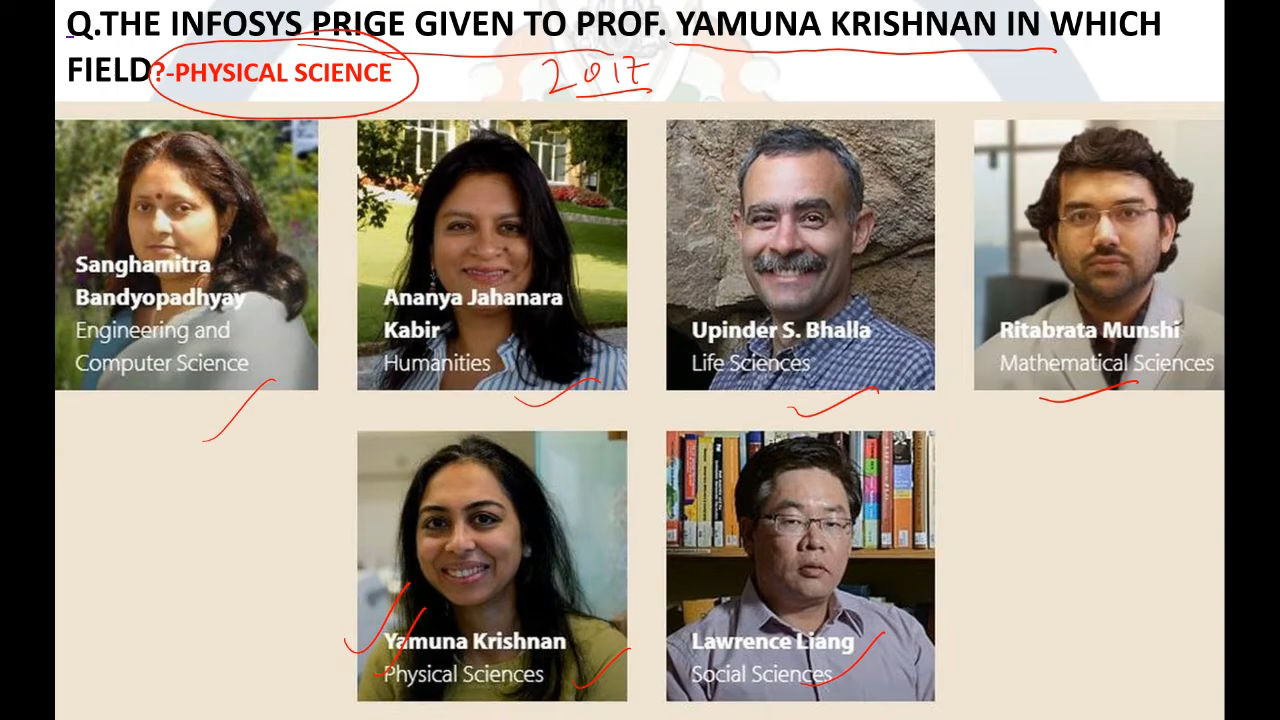 Q.THE INFOSYS PRIGE GIVEN TO PROF. YAMUNA KRISHNAN IN WHICH
FIELD?-PHYSICAL SCIENCE
2017
Sanghamitra
Bandyopadhyay
Engineering and
Computer Science
Ananya Jahanara
Kabir
Humanities
Upinder S. Bhalla
Life Sciences
Ritabrata Munshi
Mathematical Sciences
Yamuna Krishnan
Physical Sciences
Lawrence Liang
Social Sciences